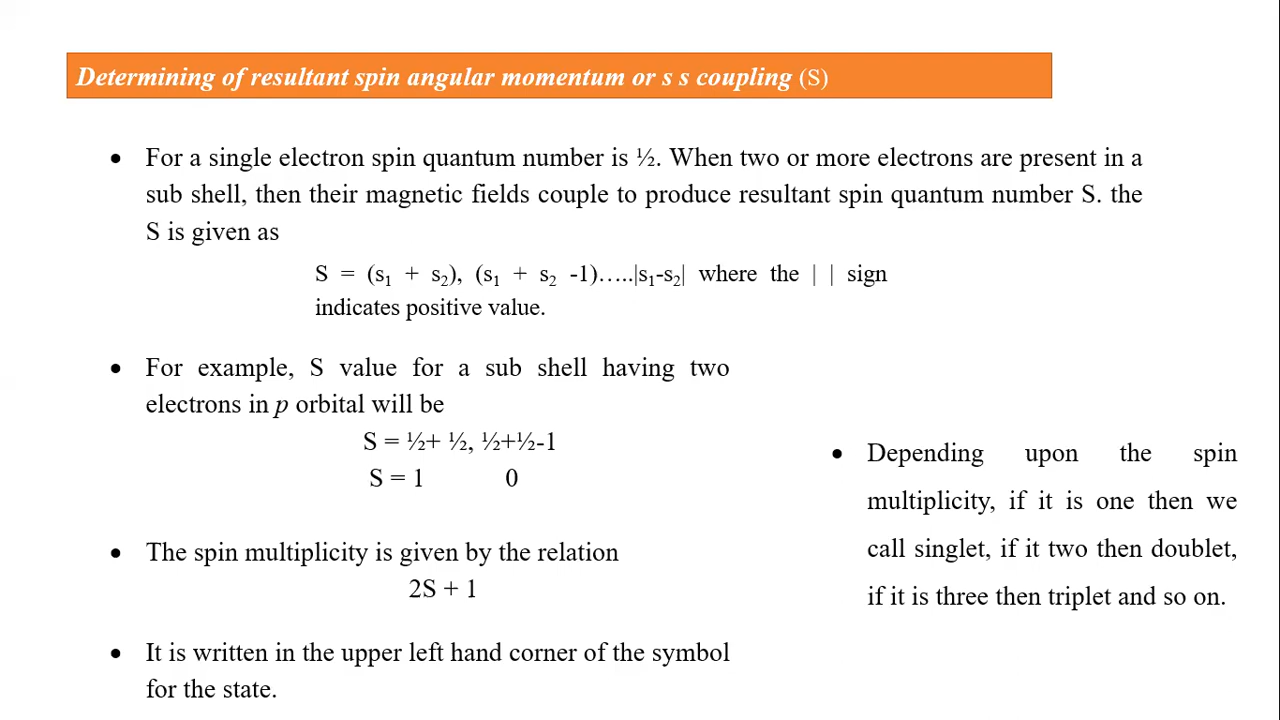 Determining of resultant spin angular momentum or s s coupling (S)
• For a single electron spin quantum number is ½. When two or more electrons are present in a
sub shell, then their magnetic fields couple to produce resultant spin quantum number S. the
S is given as
S = (s₁ + s₂), (s₁ + s₂ -1)…..|s₁-s₂| where the | | sign
indicates positive value.
• For example, S value for a sub shell having two
electrons in p orbital will be
S = ½+ ½, ½+½-1
S = 1 0
• The spin multiplicity is given by the relation
2S + 1
• It is written in the upper left hand corner of the symbol
for the state.
• Depending upon the spin
multiplicity, if it is one then we
call singlet, if it two then doublet,
if it is three then triplet and so on.